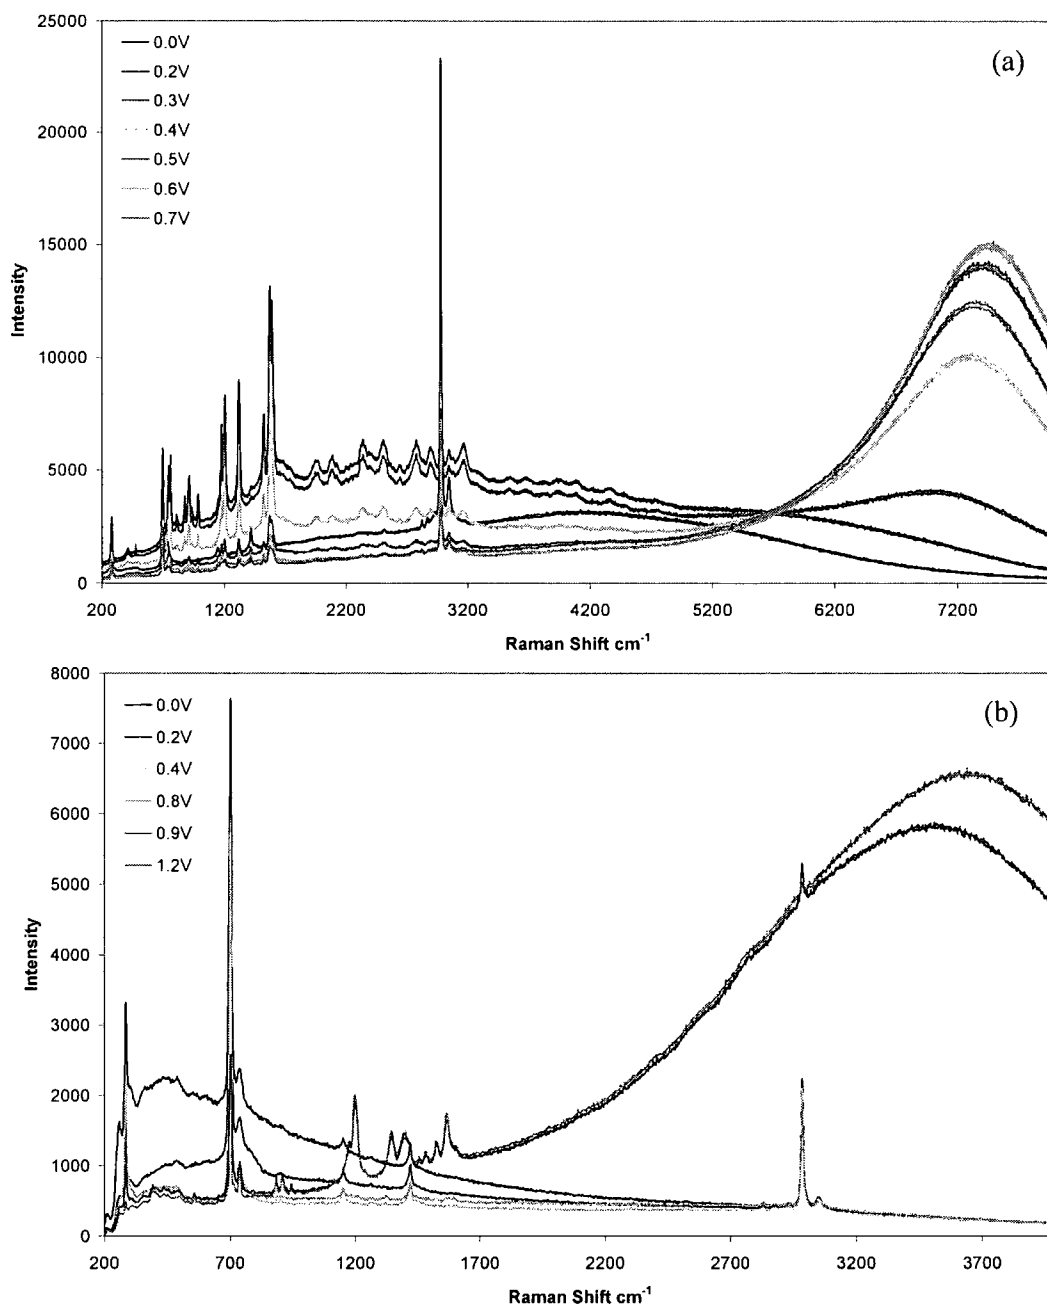 25000
20000
15000
10000
5000
0
Intensity
0.0V
0.2V
0.3V
0.4V
0.5V
0.6V
0.7V
(a)
200 1200 2200 3200 4200 5200 6200 7200
Raman Shift cm⁻¹
8000
7000
6000
5000
4000
3000
2000
1000
0
Intensity
0.0V
0.2V
0.4V
0.8V
0.9V
1.2V
(b)
200 700 1200 1700 2200 2700 3200 3700
Raman Shift cm⁻¹